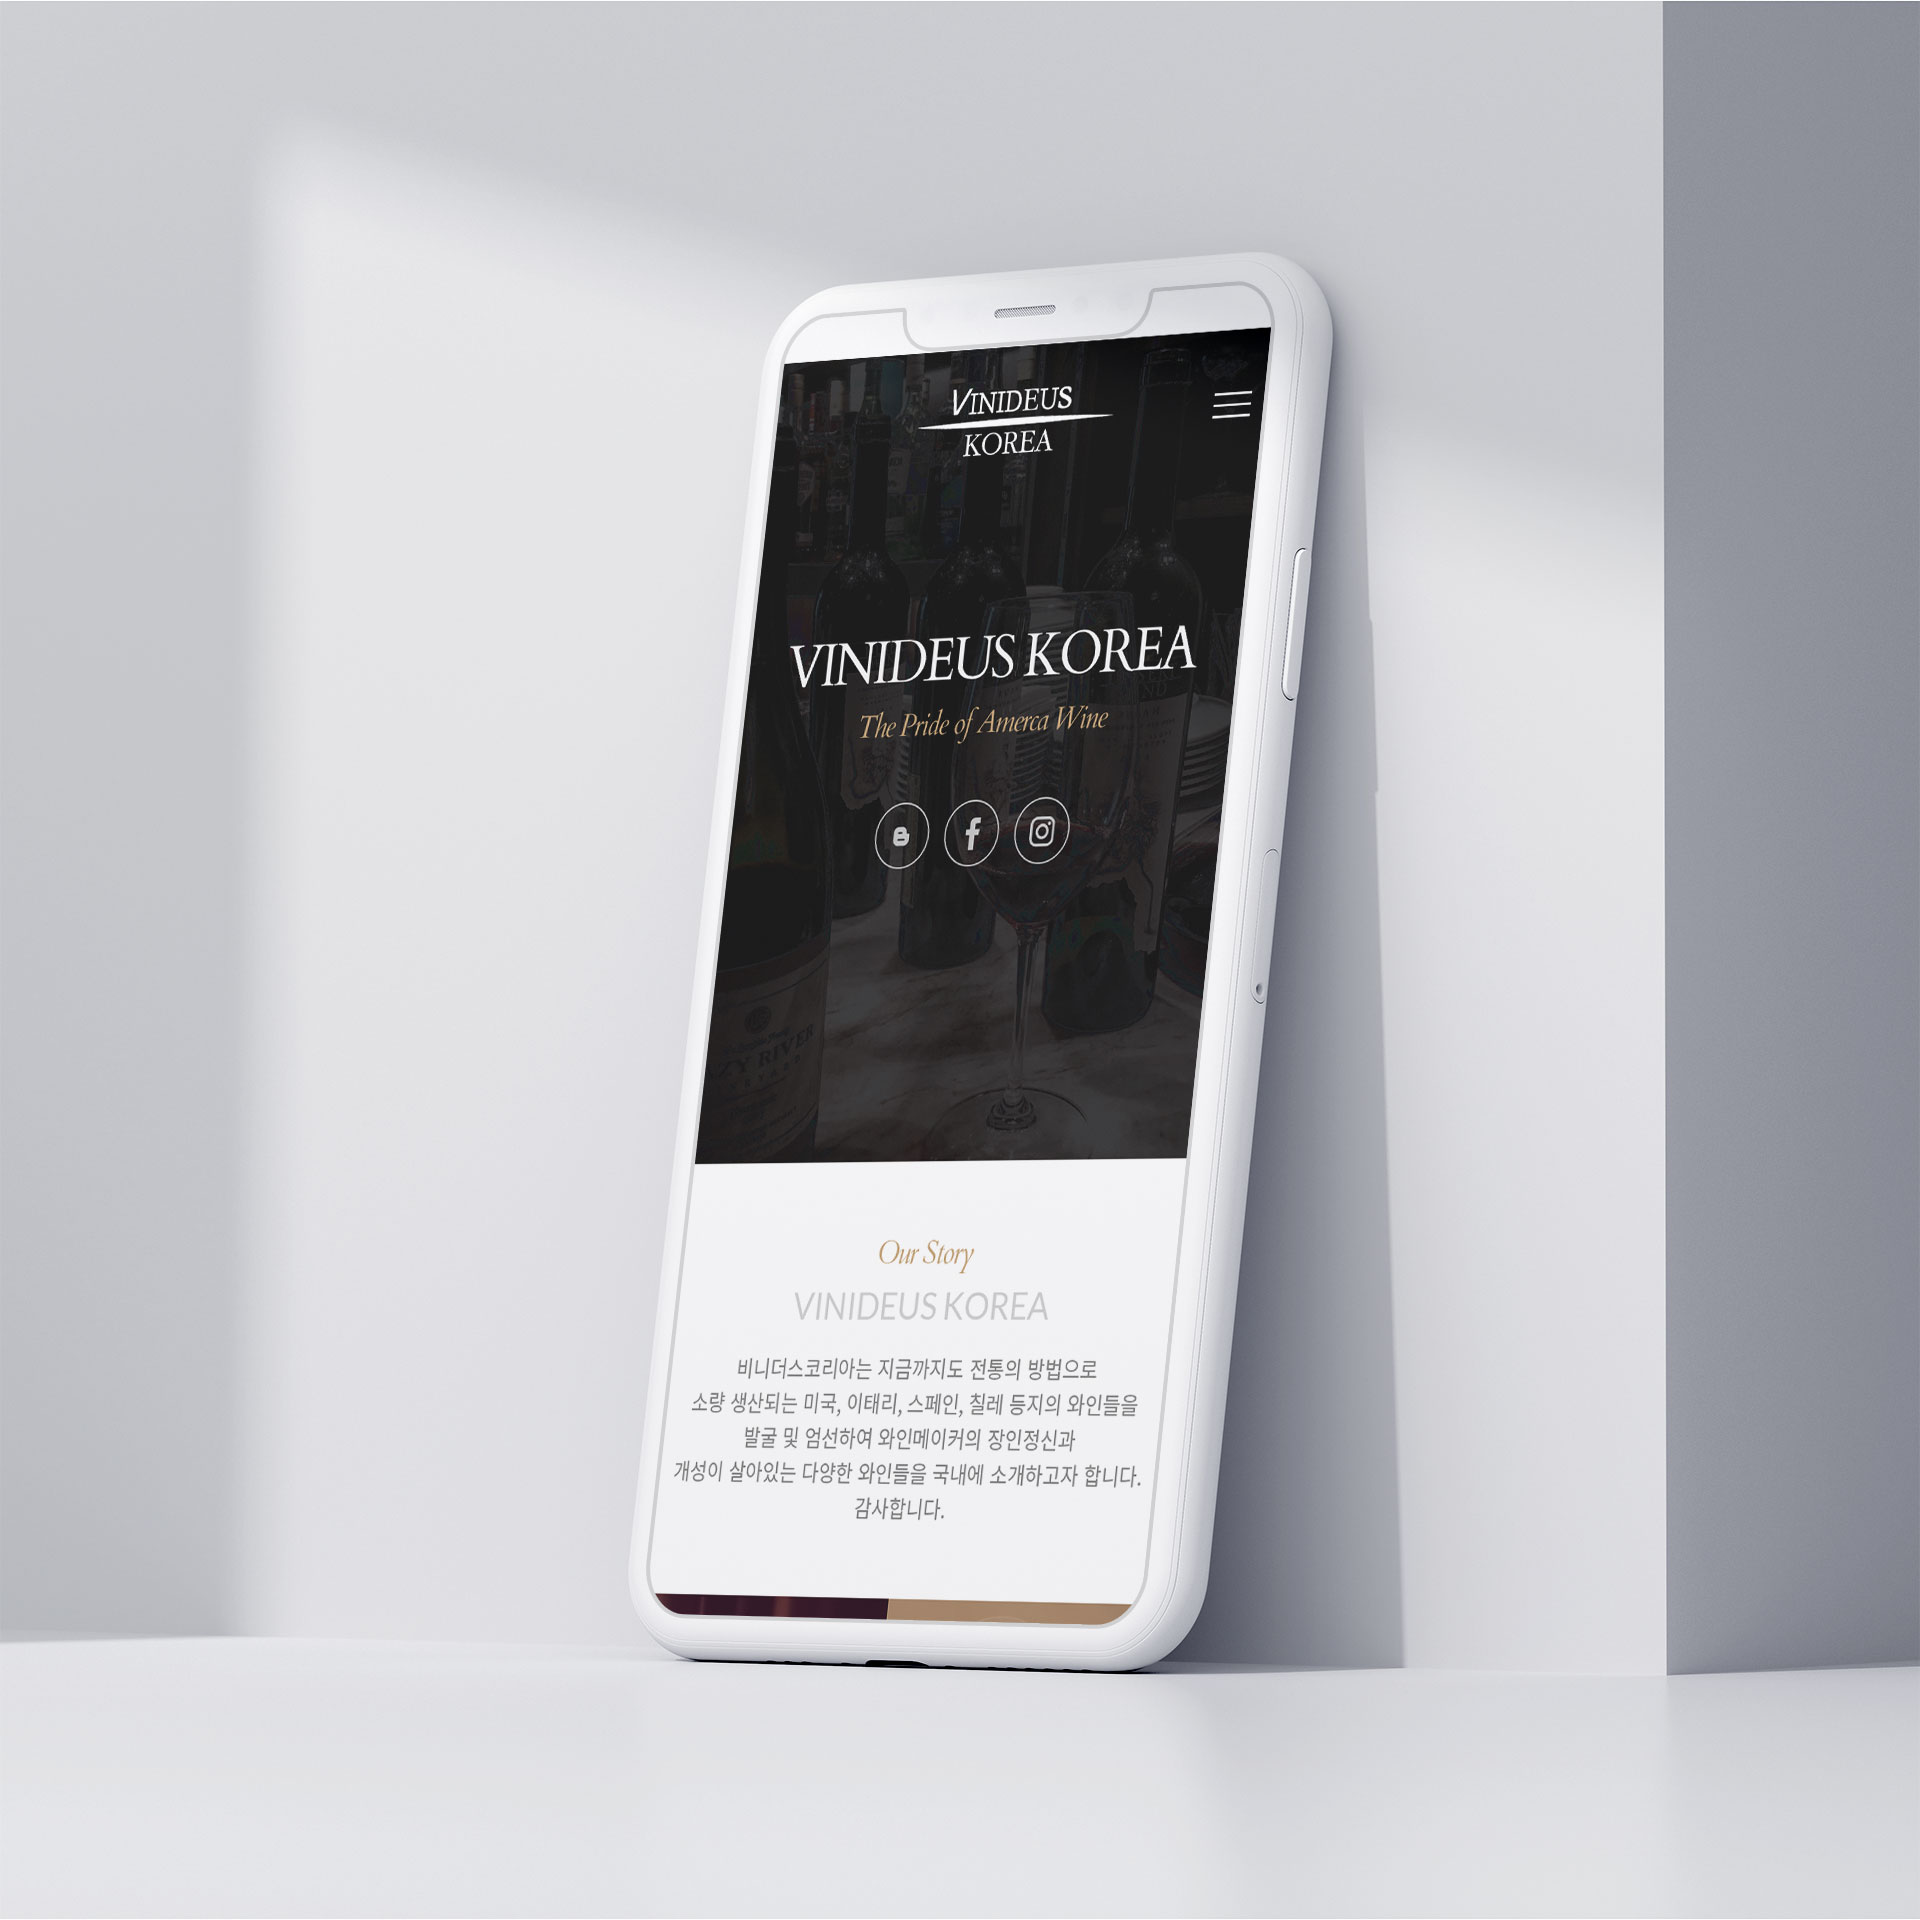 VINIDEUS
KOREA
VINIDEUS KOREA
The Pride of Amerca Wine
ZY RIVER
Our Story
VINIDEUS KOREA
비니더스코리아는 지금까지도 전통의 방법으로
소량 생산되는 미국, 이태리, 스페인, 칠레 등지의 와인들을
발굴 및 엄선하여 와인메이커의 장인정신과
개성이 살아있는 다양한 와인들을 국내에 소개하고자 합니다.
감사합니다.